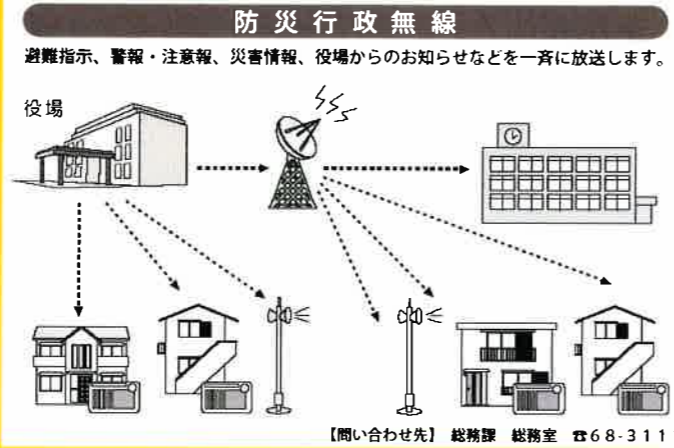 防災行政無線
避難指示、警報・注意報、災害情報、役場からのお知らせなどを一斉に放送します。
役場
【問い合わせ先】 総務課 総務室 ☎68-311